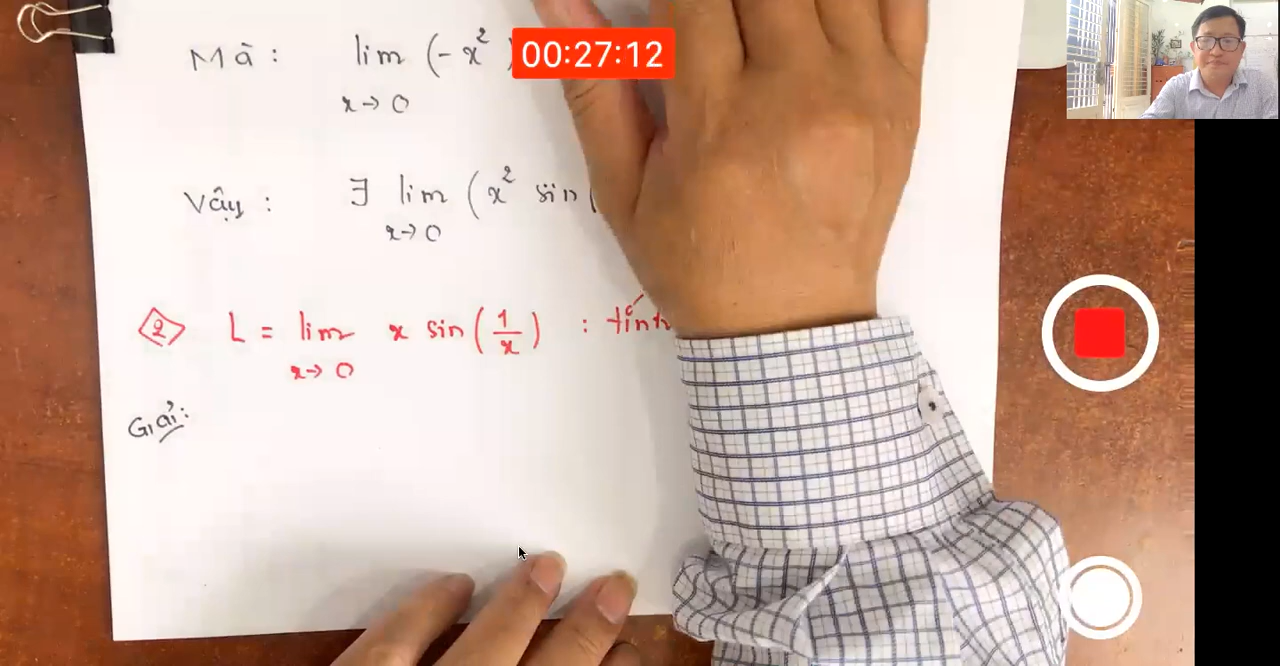 00:27:12
Mà : lim (-x²
x→0
Vậy : ∃ lim (x² sin(
x→0
2 L = lim x sin(1/x) : tính
x→0
Giải: